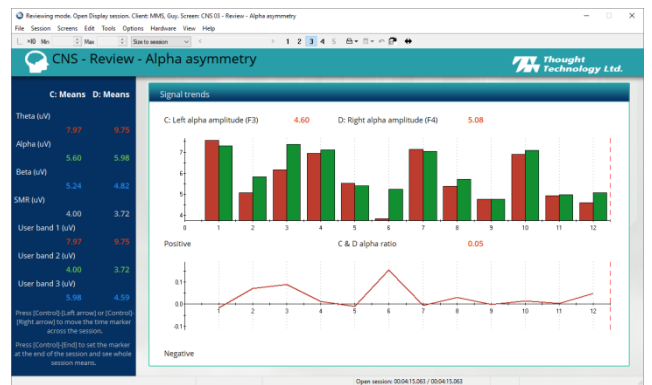 Reviewing mode. Open Display session. Client: MMS, Guy. Screen: CNS 03 - Review - Alpha asymmetry
File Session Screens Edit Tools Options Hardware View Help
Min Max Size to session 1 2 3 4 5
CNS - Review - Alpha asymmetry
Thought
Technology Ltd.
C: Means D: Means
Theta (uV)
7.97 9.75
Alpha (uV)
5.60 5.98
Beta (uV)
5.24 4.82
SMR (uV)
4.00 3.72
User band 1 (uV)
7.97 9.75
User band 2 (uV)
4.00 3.72
User band 3 (uV)
5.98 4.59
Press [Control]-[Left arrow] or [Control]-
[Right arrow] to move the time marker
across the session.
Press [Control]-[End] to set the marker
at the end of the session and see whole
session means.
Signal trends
C: Left alpha amplitude (F3) 4.60 D: Right alpha amplitude (F4) 5.08
7
6
5
4
0 1 2 3 4 5 6 7 8 9 10 11 12
Positive C & D alpha ratio 0.05
0.1
0.0
1 2 3 4 5 6 7 8 9 10 11 12
-0.1
Negative
Open session: 00:04:15.063 / 00:04:15.063